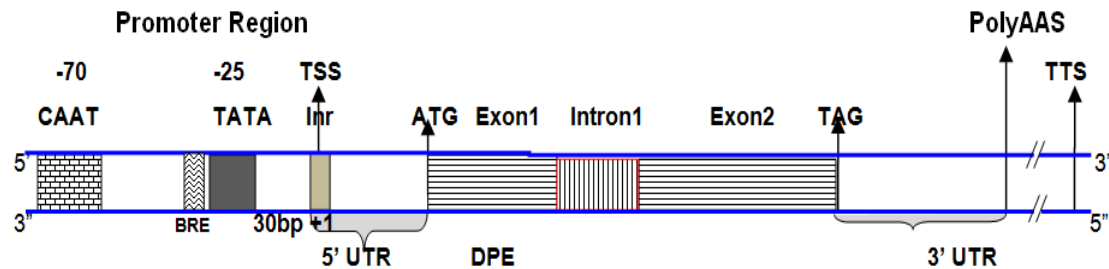 Promoter Region PolyAAS
-70 -25 TSS TTS
CAAT TATA Inr ATG Exon1 Intron1 Exon2 TAG
5' 3'
3" 5"
BRE 30bp +1
5' UTR DPE 3' UTR